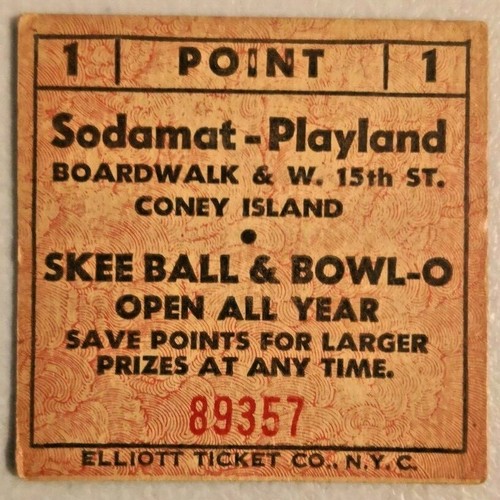 1 | POINT | 1
Sodamat - Playland
BOARDWALK & W. 15th ST.
CONEY ISLAND
•
SKEE BALL & BOWL-O
OPEN ALL YEAR
SAVE POINTS FOR LARGER
PRIZES AT ANY TIME.
89357
ELLIOTT TICKET CO., N.Y.C.